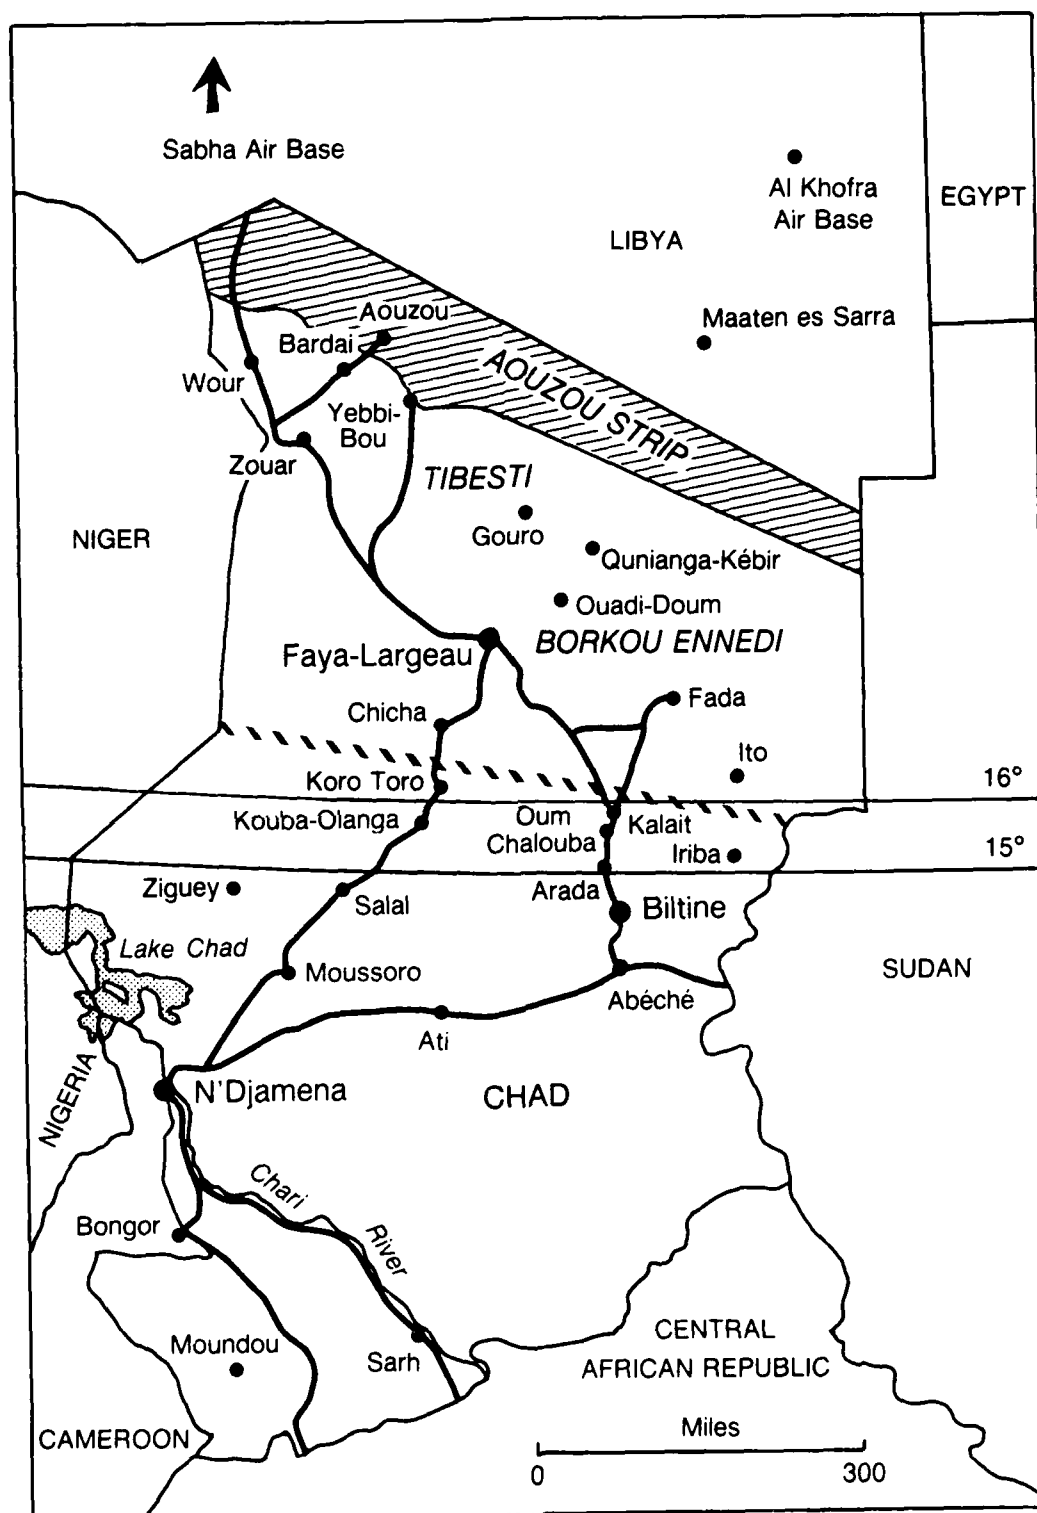 Sabha Air Base
Al Khofra
Air Base
EGYPT
LIBYA
Maaten es Sarra
Aouzou
Bardai
Wour
AOUZOU STRIP
Yebbi-
Bou
Zouar
TIBESTI
Gouro
NIGER
Qunianga-Kébir
Ouadi-Doum
BORKOU ENNEDI
Faya-Largeau
Fada
Chicha
Ito
Koro Toro
16°
Kouba-Olanga
Oum
Chalouba
Kalait
Iriba
15°
Ziguey
Salal
Arada
Biltine
Lake Chad
Moussoro
SUDAN
Abéché
Ati
N'Djamena
CHAD
NIGERIA
Chari
River
Bongor
Moundou
Sarh
CENTRAL
AFRICAN REPUBLIC
CAMEROON
Miles
0 300